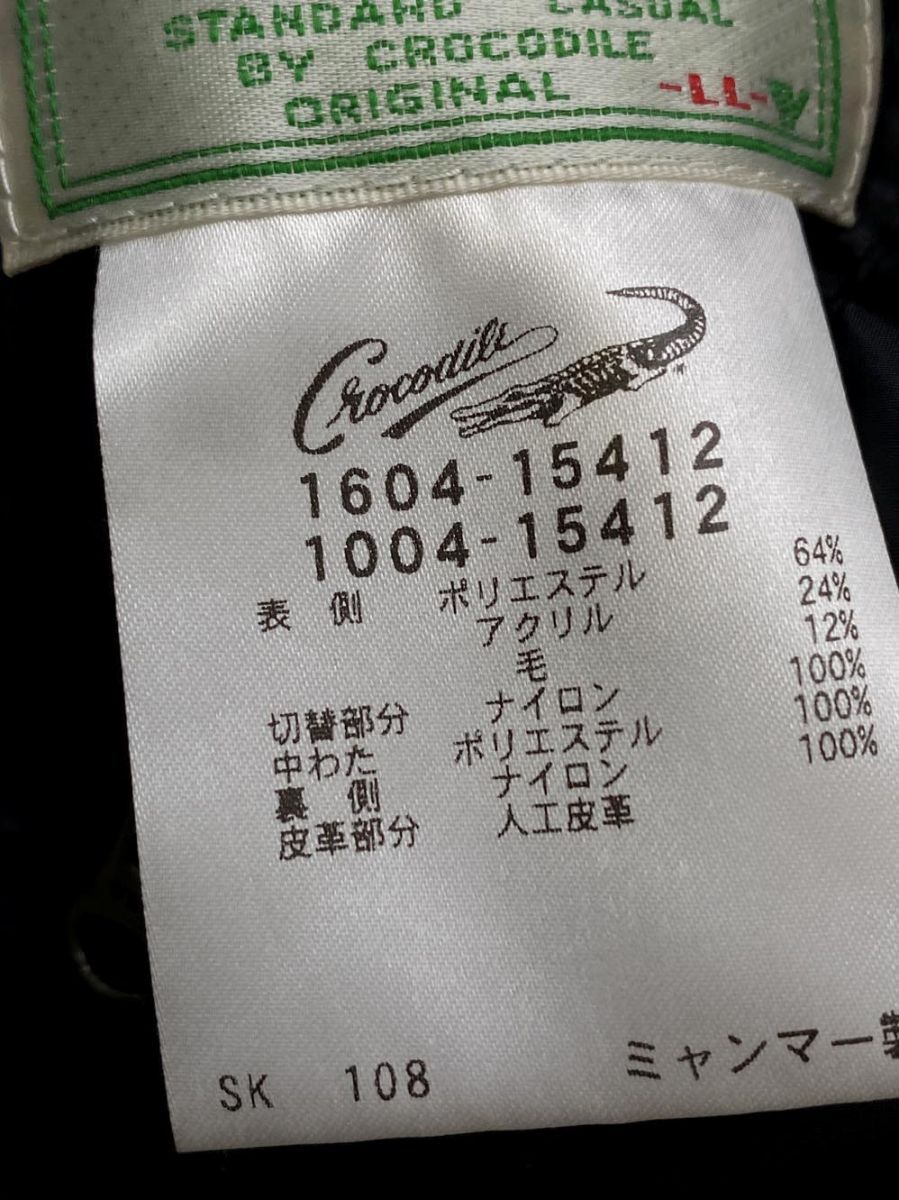 STANDARD CASUAL
BY CROCODILE
ORIGINAL -LL-
Crocodile
1604-15412
1004-15412
表 側 ポリエステル 64%
アクリル 24%
毛 12%
切替部分 ナイロン 100%
中わた ポリエステル 100%
裏 側 ナイロン 100%
皮革部分 人工皮革
SK 108 ミャンマー製